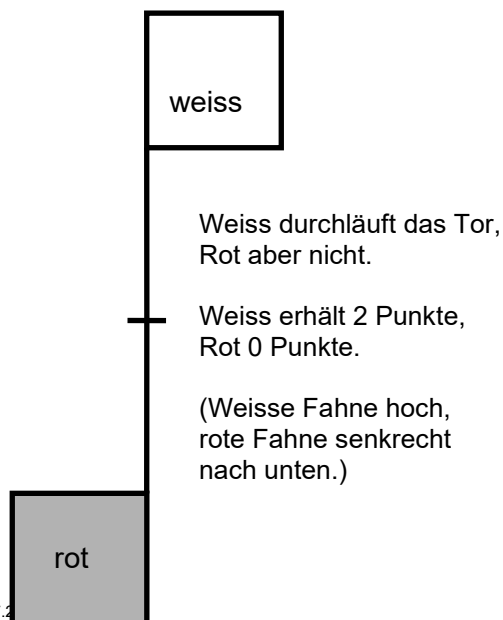 weiss
Weiss durchläuft das Tor,
Rot aber nicht.
Weiss erhält 2 Punkte,
Rot 0 Punkte.
(Weisse Fahne hoch,
rote Fahne senkrecht
nach unten.)
rot